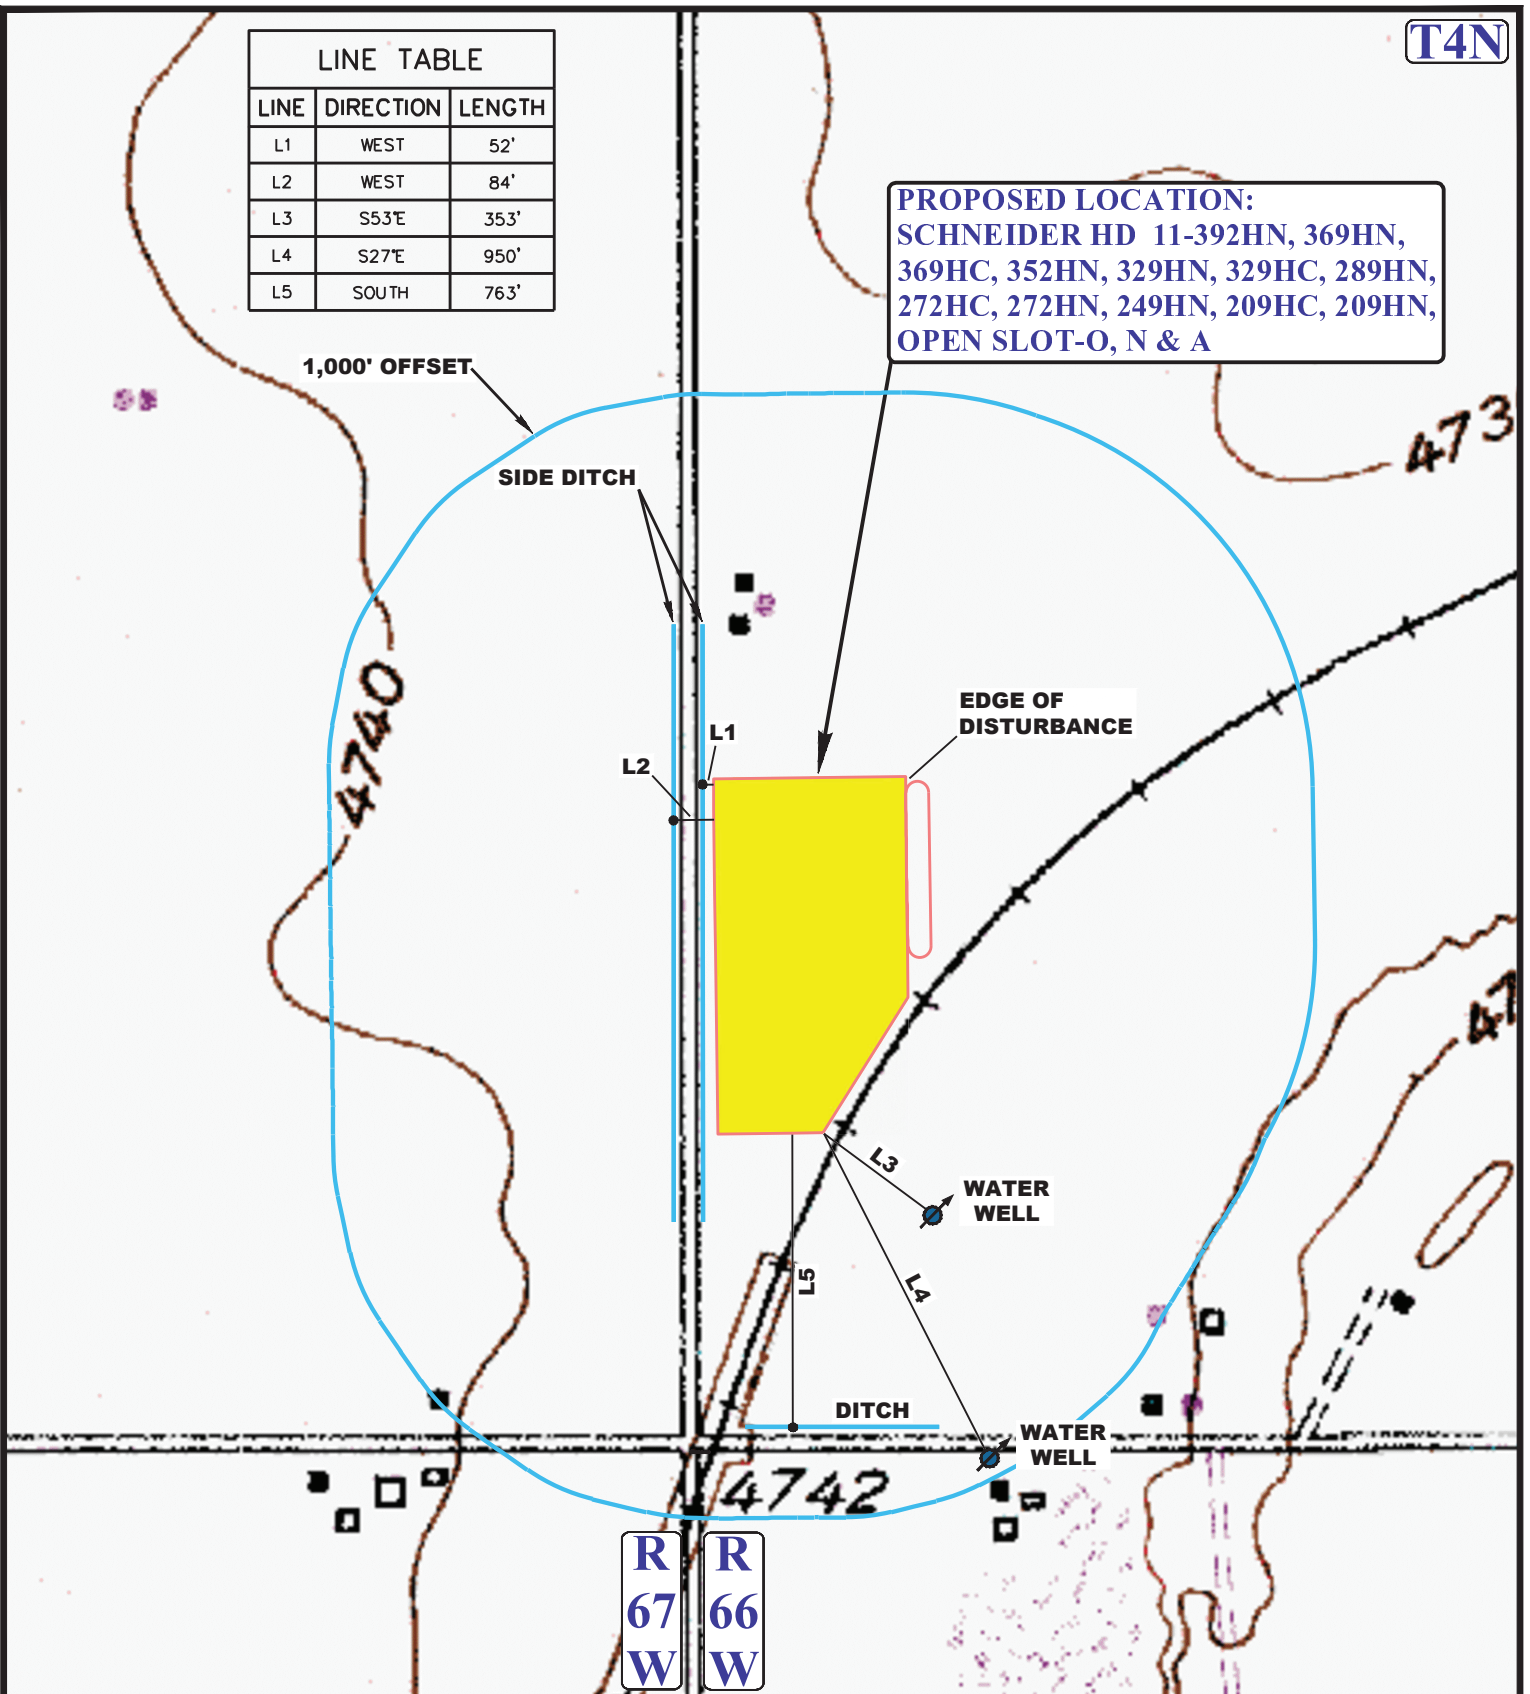 T4N
LINE TABLE
LINE DIRECTION LENGTH
L1 WEST 52'
L2 WEST 84'
L3 S53°E 353'
L4 S27°E 950'
L5 SOUTH 763'
PROPOSED LOCATION:
SCHNEIDER HD 11-392HN, 369HN,
369HC, 352HN, 329HN, 329HC, 289HN,
272HC, 272HN, 249HN, 209HC, 209HN,
OPEN SLOT-O, N & A
1,000' OFFSET
473
SIDE DITCH
4740
EDGE OF
DISTURBANCE
L1
L2
47
L3
WATER
WELL
L4
L5
DITCH
WATER
WELL
4742
R
67
W
R
66
W